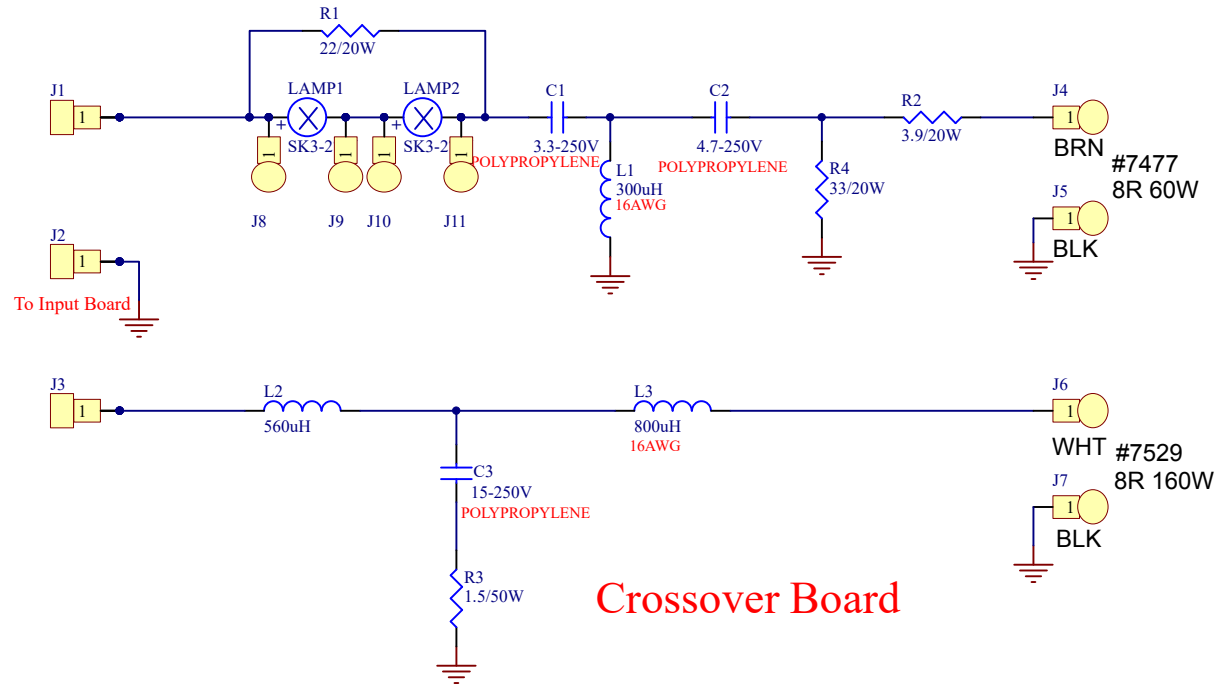 R1
22/20W
J1
1
LAMP1
LAMP2
+
+
SK3-2
SK3-2
1
1
1
1
J8
J9
J10
J11
C1
3.3-250V
POLYPROPYLENE
C2
4.7-250V
POLYPROPYLENE
L1
300uH
16AWG
R4
33/20W
R2
3.9/20W
J4
1
BRN
#7477
8R 60W
J5
1
BLK
J2
1
To Input Board
J3
1
L2
560uH
L3
800uH
16AWG
C3
15-250V
POLYPROPYLENE
R3
1.5/50W
J6
1
WHT
#7529
8R 160W
J7
1
BLK
Crossover Board